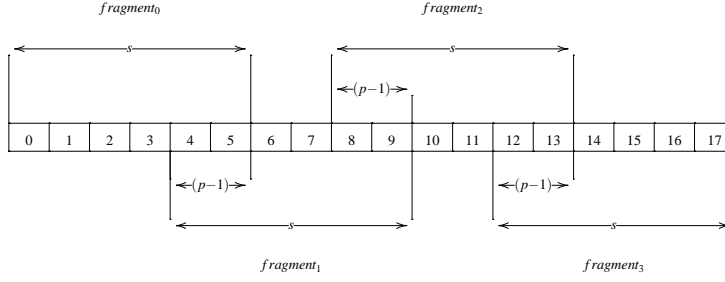 fragment₀ fragment₂
s s
(p−1)
0 1 2 3 4 5 6 7 8 9 10 11 12 13 14 15 16 17
(p−1) (p−1)
s s
fragment₁ fragment₃